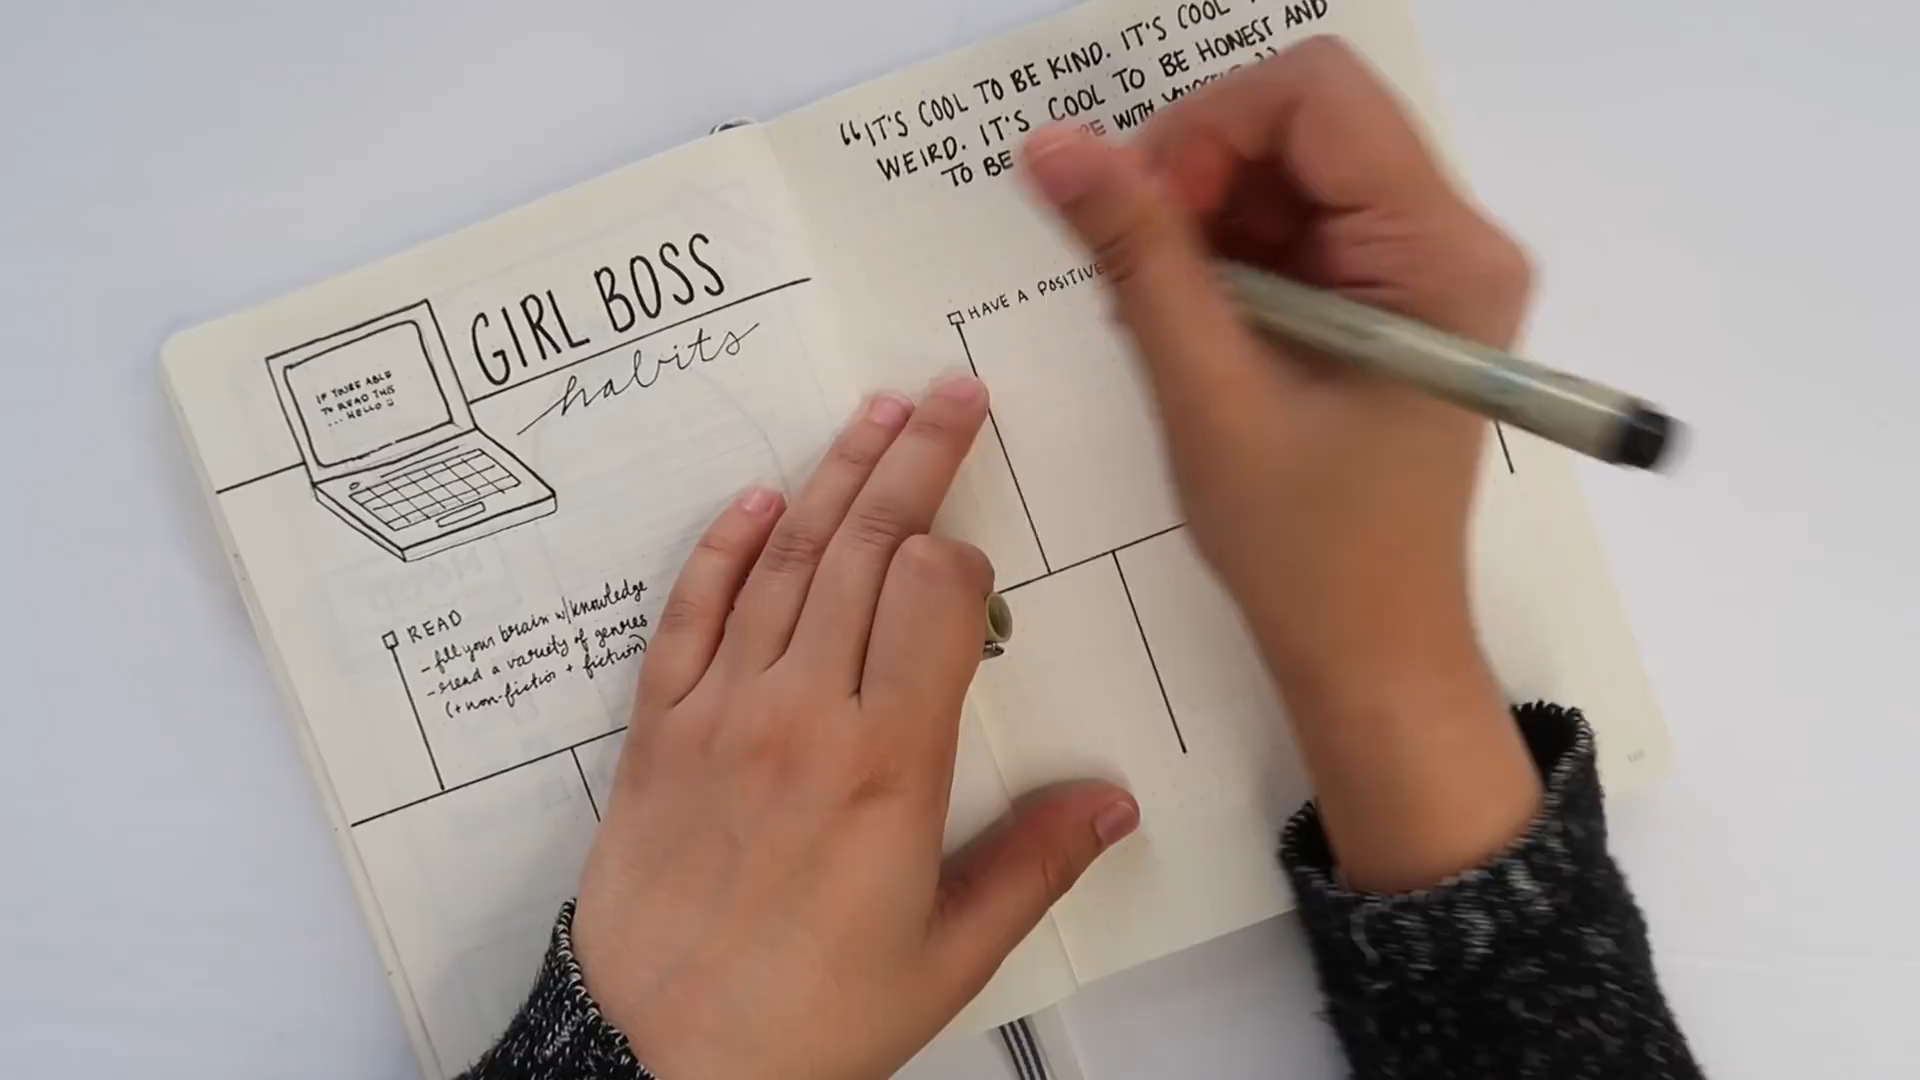 GIRL BOSS
habits
IF YOU'RE ABLE
TO READ THIS
... HELLO
READ
- fill your brain w/ knowledge
- read a variety of genres
(+ non-fiction + fiction)
"IT'S COOL TO BE KIND. IT'S COOL
WEIRD. IT'S COOL TO BE HONEST AND
TO BE WITH
HAVE A POSITIVE